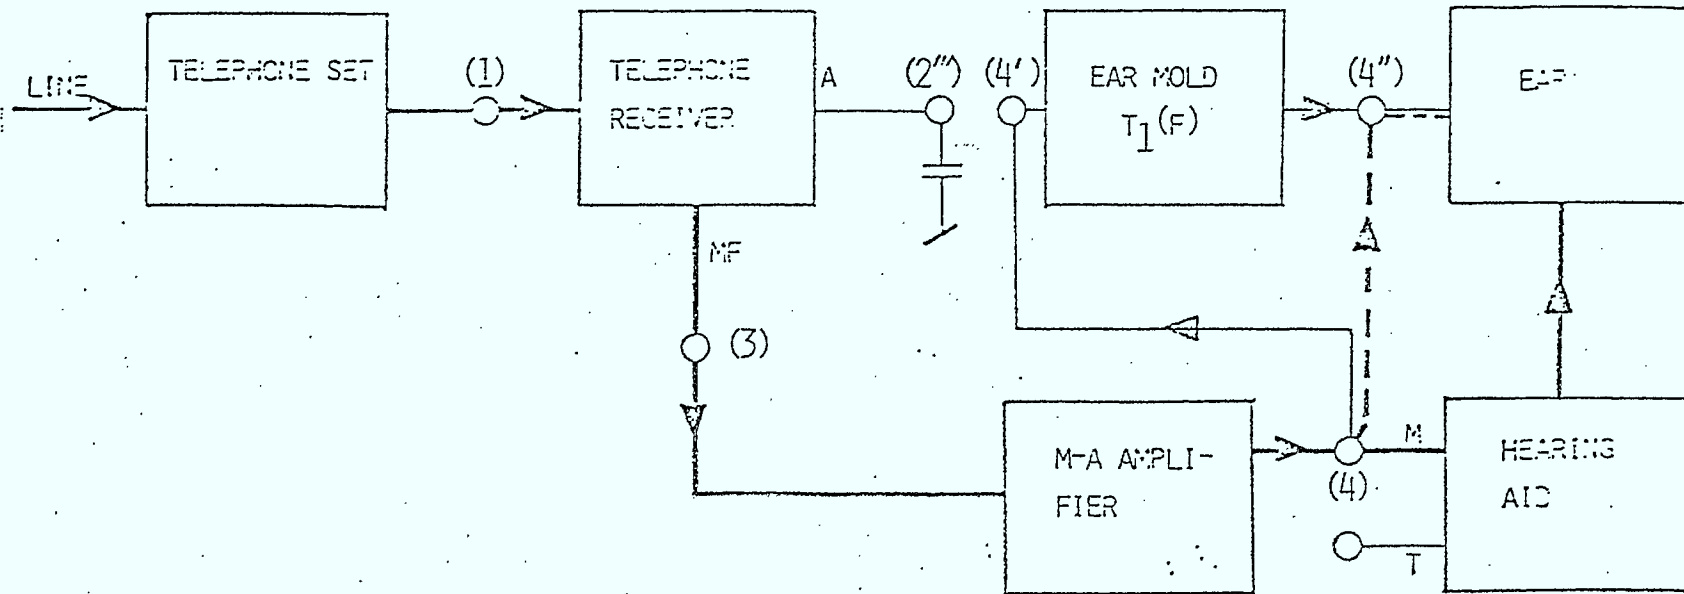 LINE
TELEPHONE SET
(1)
TELEPHONE
RECEIVER
A
(2''')
(4')
EAR MOLD
T1(F)
(4'')
EAR
MF
(3)
M-A AMPLI-
FIER
(4)
M
T
HEARING
AID